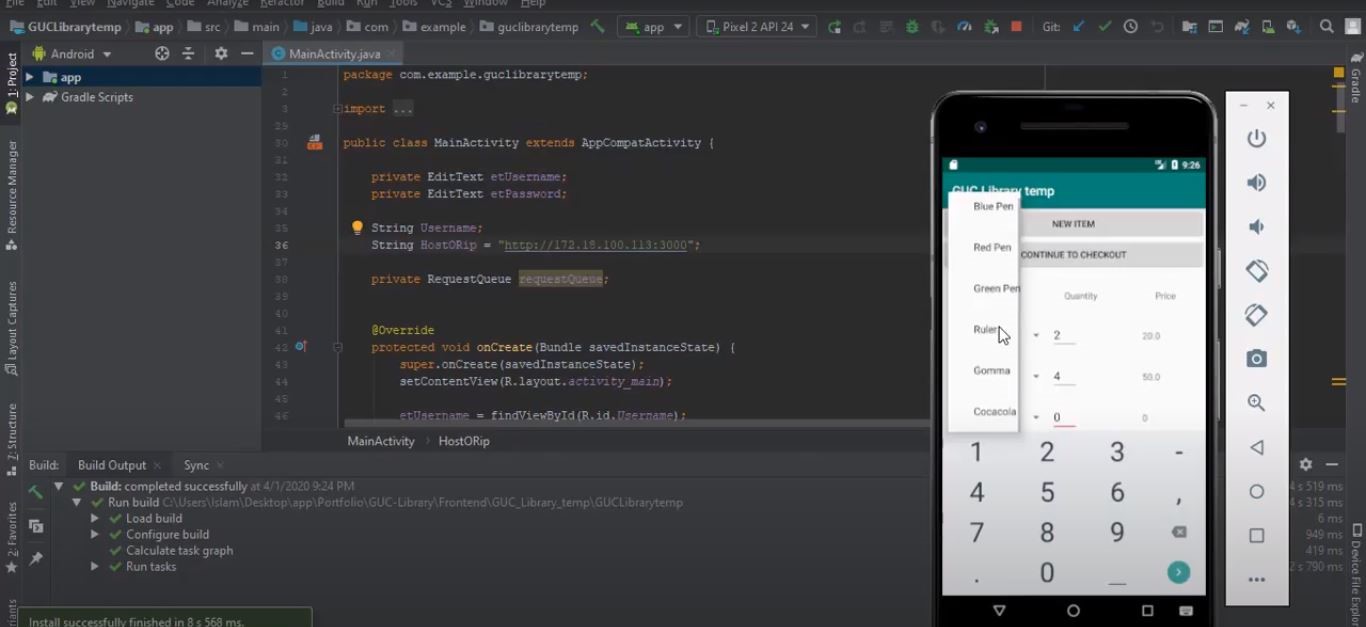 File Edit View Navigate Code Analyze Refactor Build Run Tools VCS Window Help
GUCLibrarytemp app src main java com example guclibrarytemp app Pixel 2 API 24 Git:
Android
MainActivity.java
1: Project
Resource Manager
Layout Captures
Z: Structure
2: Favorites
app
Gradle Scripts
1 package com.example.guclibrarytemp;
2
3 import ...
29
30 public class MainActivity extends AppCompatActivity {
31
32 private EditText etUsername;
33 private EditText etPassword;
34
35 String Username;
36 String HostORip = "http://172.18.100.113:3000";
37
38 private RequestQueue requestQueue;
39
40
41 @Override
42 protected void onCreate(Bundle savedInstanceState) {
43 super.onCreate(savedInstanceState);
44 setContentView(R.layout.activity_main);
45
46 etUsername = findViewById(R.id.Username);
MainActivity › HostORip
Gradle
Device File Explor
9:26
GUC Library temp
NEW ITEM
CONTINUE TO CHECKOUT
Blue Pen
Red Pen
Green Pen
Ruler
Gomma
Cocacola
Quantity Price
2 20.0
4 50.0
0 0
1 2 3 -
4 5 6 ,
7 8 9
. 0 _
Build: Build Output Sync
Build: completed successfully at 4/1/2020 9:24 PM
Run build C:\Users\Islam\Desktop\app\Portfolio\GUC-Library\Frontend\GUC_Library_temp\GUCLibrarytemp
Load build
Configure build
Calculate task graph
Run tasks
4 s 519 ms
4 s 315 ms
6 ms
949 ms
419 ms
2 s 790 ms
Install successfully finished in 8 s 568 ms.